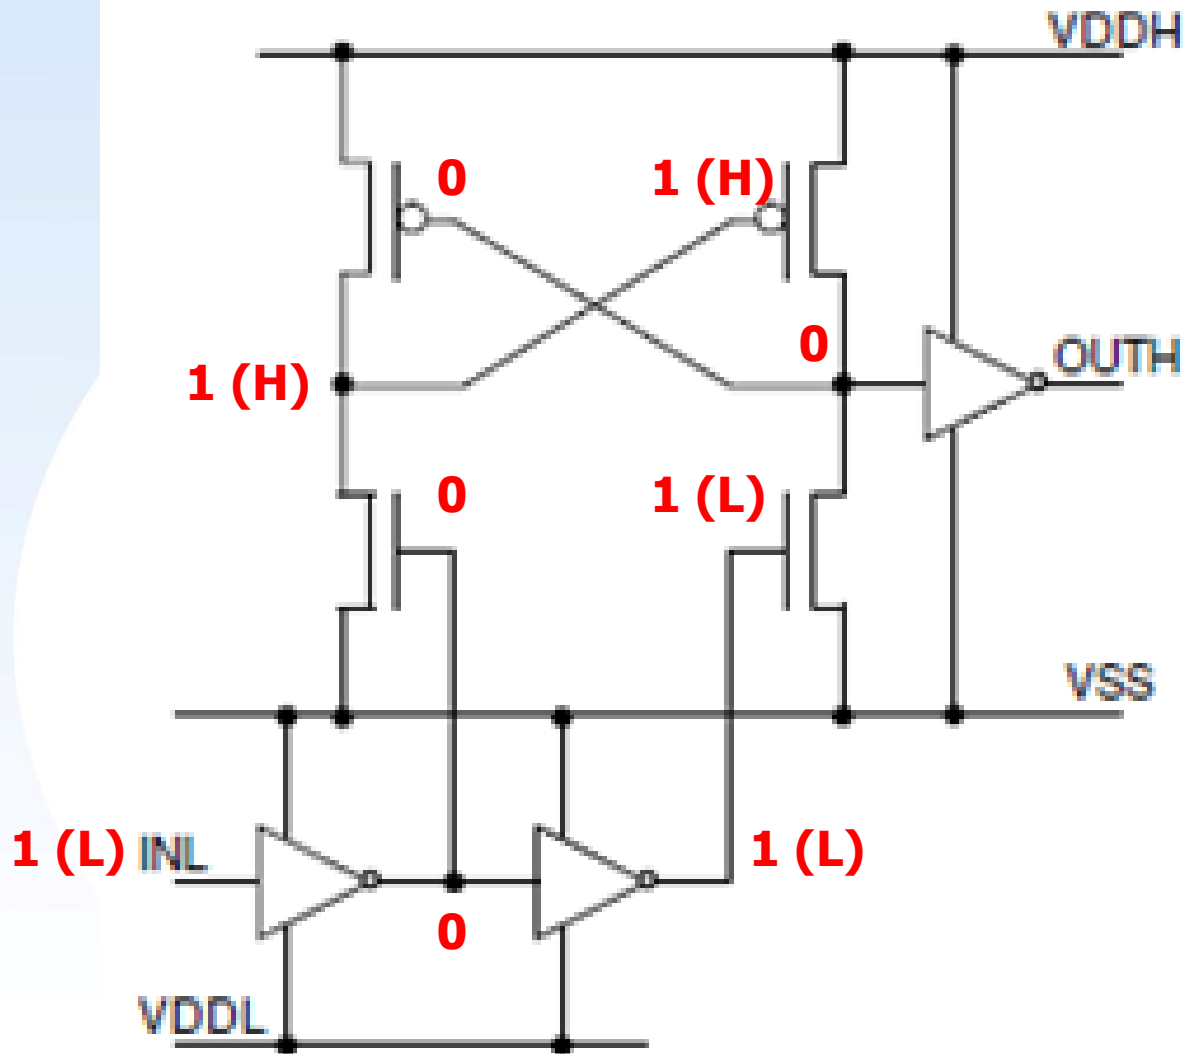 VDDH
0
1 (H)
0
OUTH
1 (H)
0
1 (L)
VSS
1 (L)
INL
1 (L)
0
VDDL